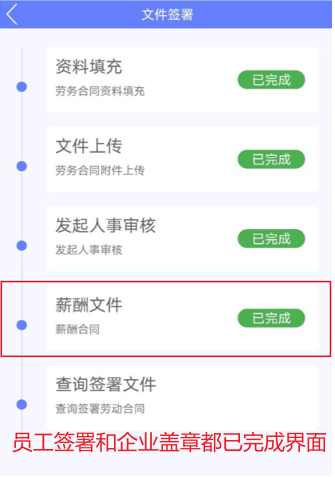 文件签署
资料填充
劳务合同资料填充
已完成
文件上传
劳务合同附件上传
已完成
发起人事审核
发起人事审核
已完成
薪酬文件
薪酬合同
已完成
查询签署文件
查询签署劳动合同
员工签署和企业盖章都已完成界面